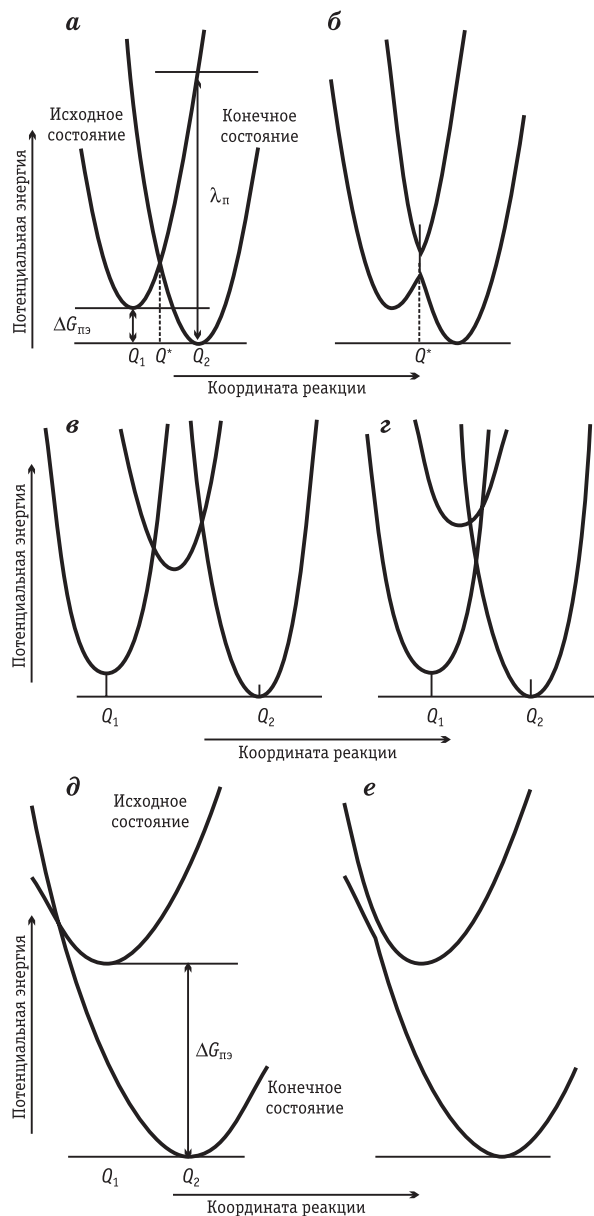 а
б
Исходное
состояние
Конечное
состояние
Потенциальная энергия
λп
ΔGпэ
Q1
Q*
Q2
Q*
Координата реакции
в
г
Потенциальная энергия
Q1
Q2
Q1
Q2
Координата реакции
д
е
Исходное
состояние
Потенциальная энергия
ΔGпэ
Конечное
состояние
Q1
Q2
Координата реакции